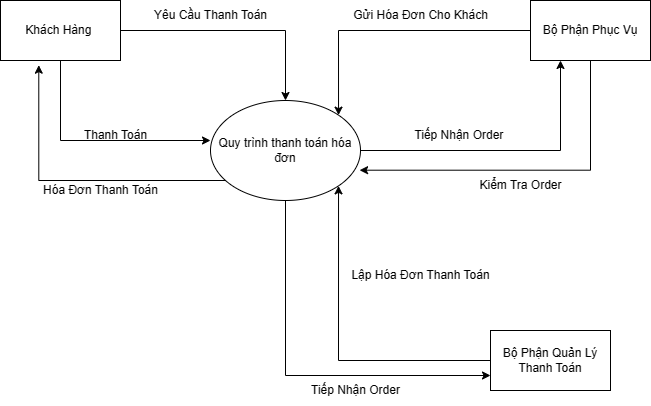 Yêu Cầu Thanh Toán
Gửi Hóa Đơn Cho Khách
Khách Hàng
Bộ Phận Phục Vụ
Thanh Toán
Quy trình thanh toán hóa
đơn
Tiếp Nhận Order
Hóa Đơn Thanh Toán
Kiểm Tra Order
Lập Hóa Đơn Thanh Toán
Bộ Phận Quản Lý
Thanh Toán
Tiếp Nhận Order